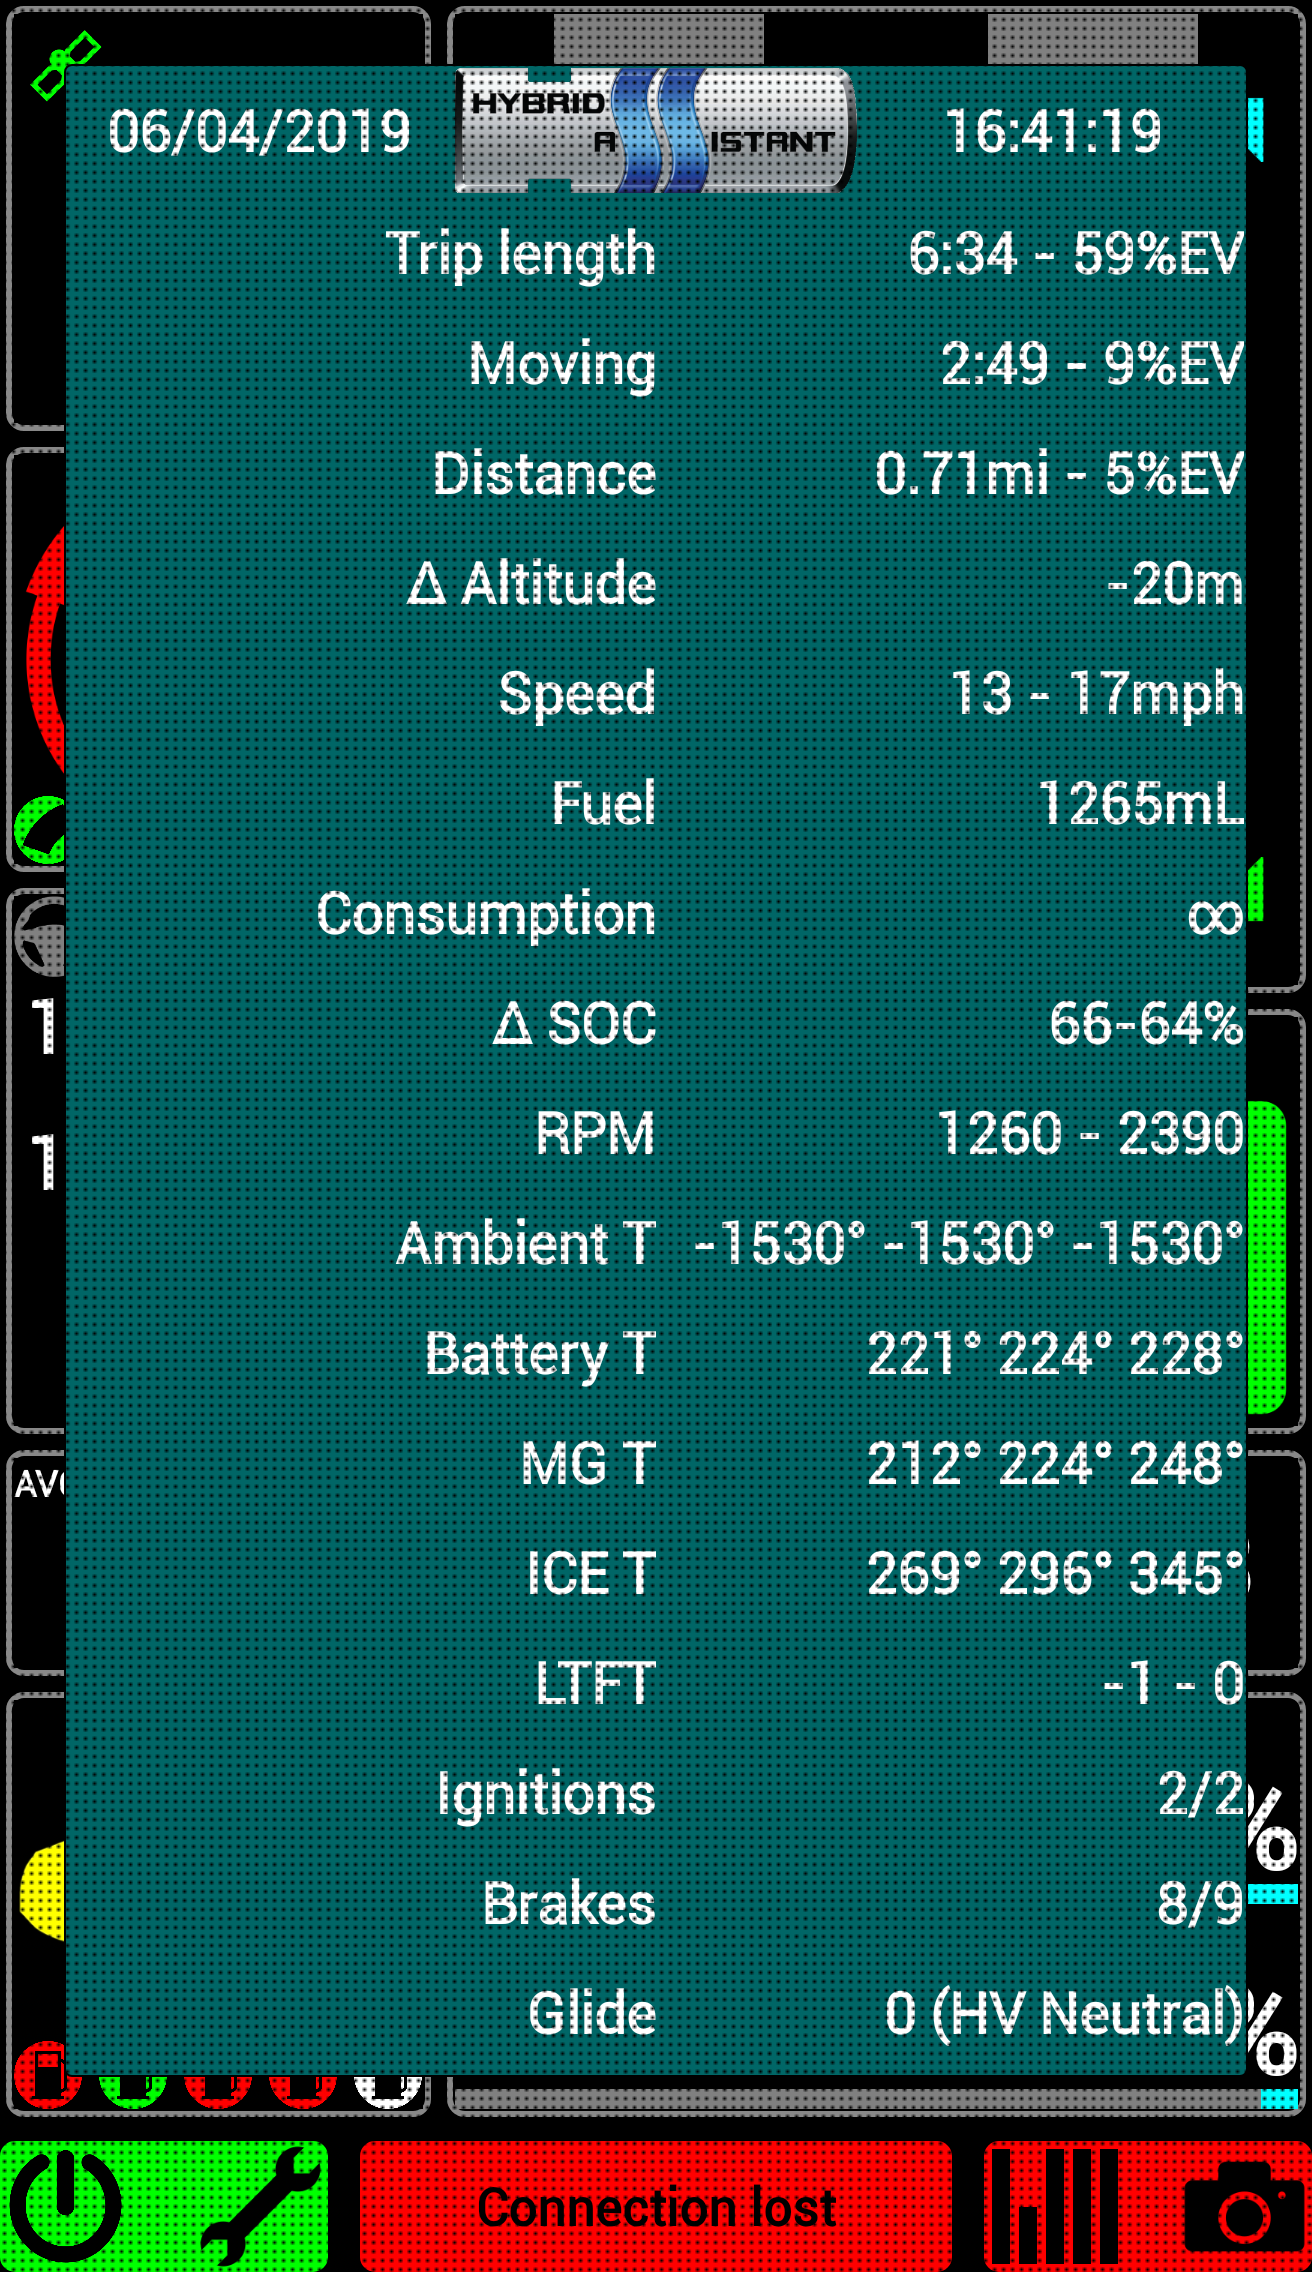 06/04/2019 HYBRID ASSISTANT 16:41:19
Trip length 6:34 - 59%EV
Moving 2:49 - 9%EV
Distance 0.71mi - 5%EV
Δ Altitude -20m
Speed 13 - 17mph
Fuel 1265mL
Consumption ∞
Δ SOC 66-64%
1
RPM 1260 - 2390
1
Ambient T -1530° -1530° -1530°
Battery T 221° 224° 228°
MG T 212° 224° 248°
ICE T 269° 296° 345°
LTFT -1 - 0
Ignitions 2/2
%
Brakes 8/9
Glide 0 (HV Neutral)
%
Connection lost